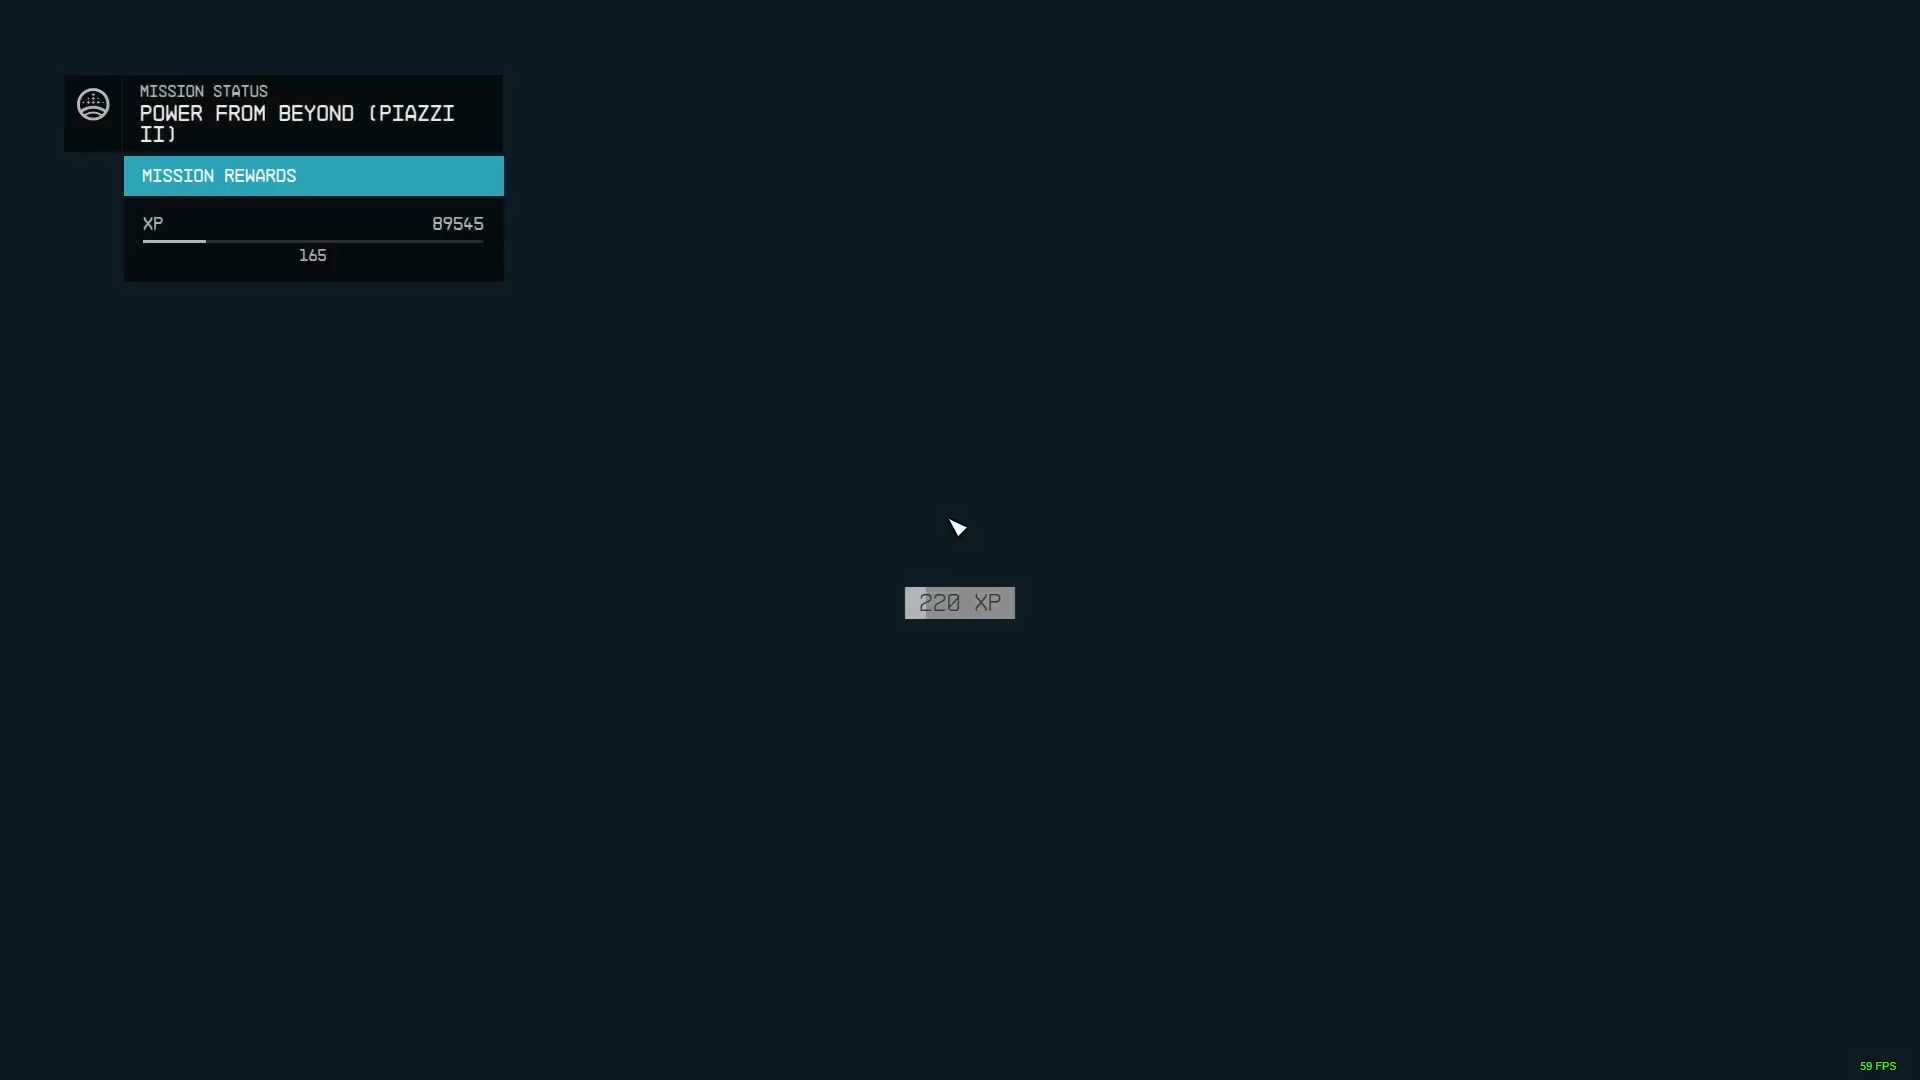 MISSION STATUS
POWER FROM BEYOND (PIAZZI
II)
MISSION REWARDS
XP 89545
165
220 XP
59 FPS